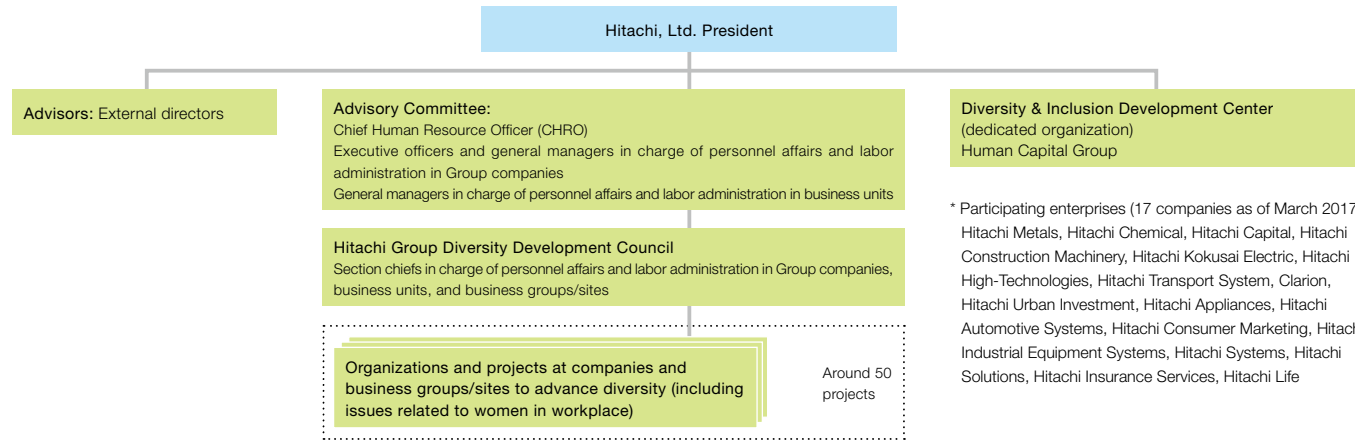 Hitachi, Ltd. President
Advisors: External directors
Advisory Committee:
Chief Human Resource Officer (CHRO)
Executive officers and general managers in charge of personnel affairs and labor
administration in Group companies
General managers in charge of personnel affairs and labor administration in business units
Diversity & Inclusion Development Center
(dedicated organization)
Human Capital Group
Hitachi Group Diversity Development Council
Section chiefs in charge of personnel affairs and labor administration in Group companies,
business units, and business groups/sites
Organizations and projects at companies and
business groups/sites to advance diversity (including
issues related to women in workplace)
Around 50
projects
* Participating enterprises (17 companies as of March 2017
Hitachi Metals, Hitachi Chemical, Hitachi Capital, Hitachi
Construction Machinery, Hitachi Kokusai Electric, Hitachi
High-Technologies, Hitachi Transport System, Clarion,
Hitachi Urban Investment, Hitachi Appliances, Hitachi
Automotive Systems, Hitachi Consumer Marketing, Hitach
Industrial Equipment Systems, Hitachi Systems, Hitachi
Solutions, Hitachi Insurance Services, Hitachi Life